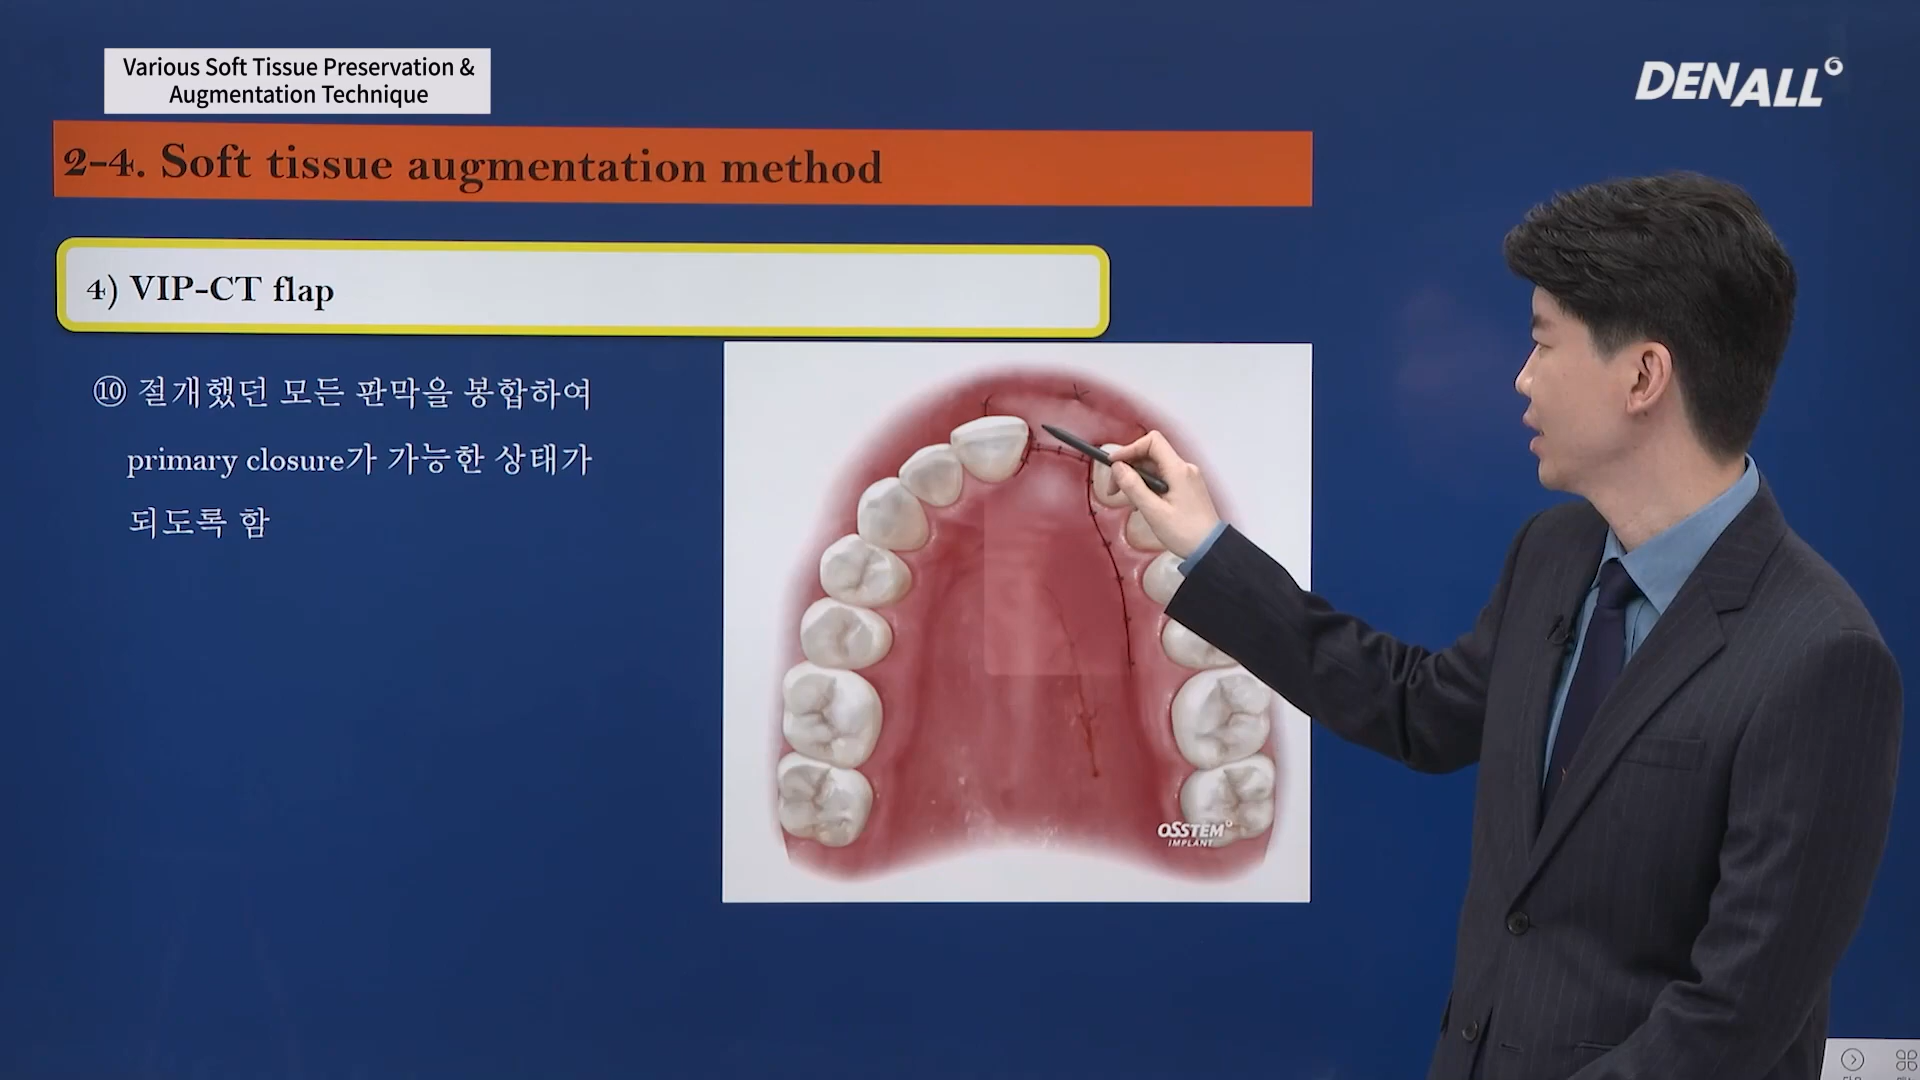 Various Soft Tissue Preservation &
Augmentation Technique
DENALL
2-4. Soft tissue augmentation method
4) VIP-CT flap
⑩ 절개했던 모든 판막을 봉합하여
primary closure가 가능한 상태가
되도록 함
OSSTEM
IMPLANT